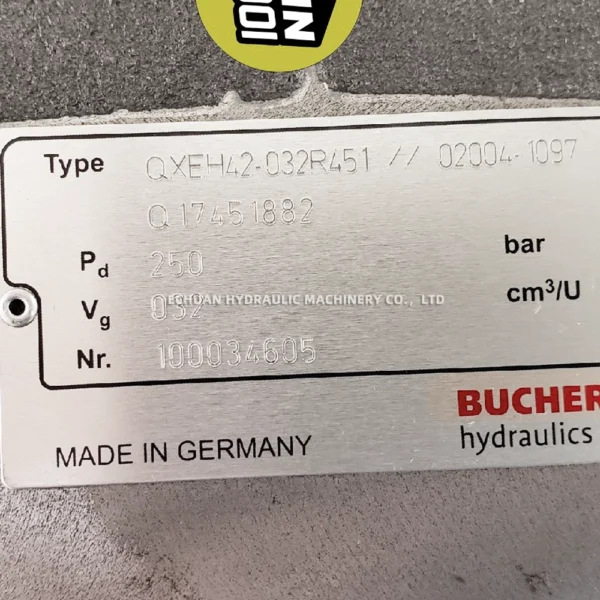 Type QXEH42-032R451 // 02004-1097
Q17451882
Pd 250 bar
Vg 032 cm³/U
ECHUAN HYDRAULIC MACHINERY CO., LTD
Nr. 100034605
BUCHER
hydraulics
MADE IN GERMANY